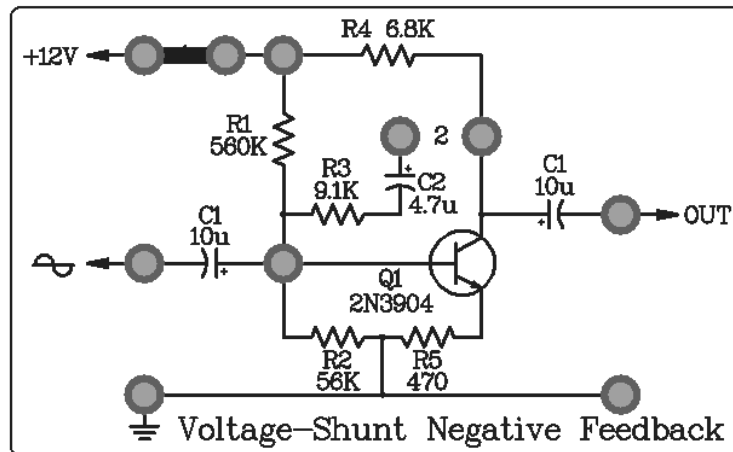 R4 6.8K
+12V
R1
560K
2
R3
9.1K
C2
4.7u
C1
10u
C1
10u
OUT
Q1
2N3904
R2
56K
R5
470
Voltage-Shunt Negative Feedback